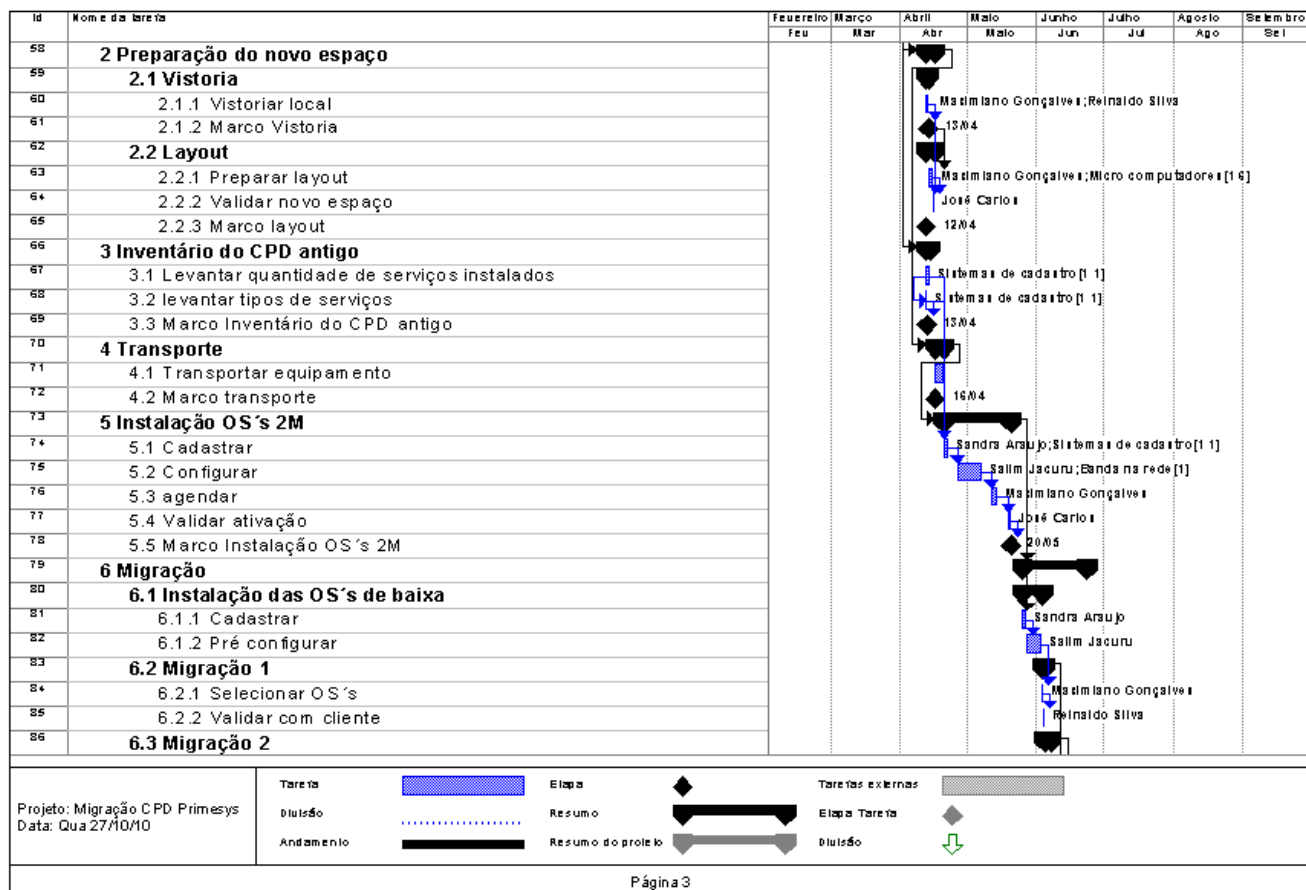 Id Nome da tarefa Fevereiro Março Abril Maio Junho Julho Agosto Setembro
Fev Mar Abr Maio Jun Jul Ago Set
58 2 Preparação do novo espaço
59 2.1 Vistoria
60 2.1.1 Vistoriar local Maximiano Gonçalves;Reinaldo Silva
61 2.1.2 Marco Vistoria 13/04
62 2.2 Layout
63 2.2.1 Preparar layout Maximiano Gonçalves;Micro computadores[16]
64 2.2.2 Validar novo espaço José Carlos
65 2.2.3 Marco layout 12/04
66 3 Inventário do CPD antigo
67 3.1 Levantar quantidade de serviços instalados Sistemas de cadastro[11]
68 3.2 levantar tipos de serviços Sistemas de cadastro[11]
69 3.3 Marco Inventário do CPD antigo 13/04
70 4 Transporte
71 4.1 Transportar equipamento
72 4.2 Marco transporte 16/04
73 5 Instalação OS´s 2M
74 5.1 Cadastrar Sandra Araujo;Sistemas de cadastro[11]
75 5.2 Configurar Salim Jacuru;Banda na rede[1]
76 5.3 agendar Maximiano Gonçalves
77 5.4 Validar ativação José Carlos
78 5.5 Marco Instalação OS´s 2M 20/05
79 6 Migração
80 6.1 Instalação das OS´s de baixa
81 6.1.1 Cadastrar Sandra Araujo
82 6.1.2 Pré configurar Salim Jacuru
83 6.2 Migração 1
84 6.2.1 Selecionar OS´s Maximiano Gonçalves
85 6.2.2 Validar com cliente Reinaldo Silva
86 6.3 Migração 2
Projeto: Migração CPD Primesys
Data: Qua 27/10/10
Tarefa Etapa Tarefas externas
Divisão Resumo Etapa Tarefa
Andamento Resumo do projeto Divisão
Página 3